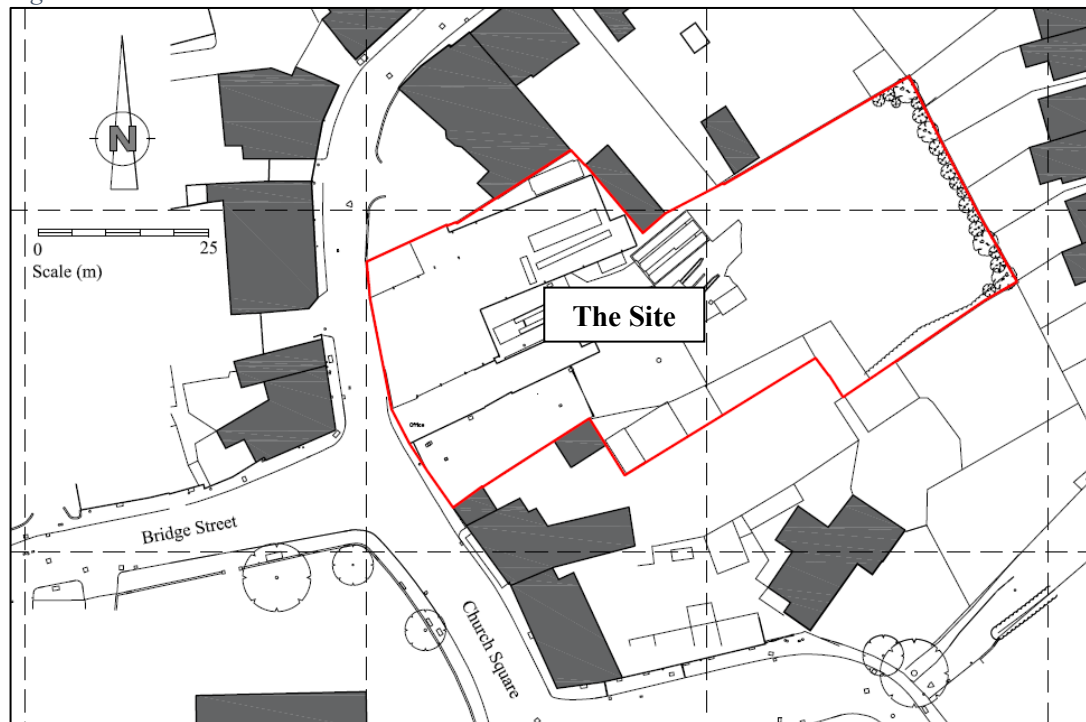 N
0
25
Scale (m)
The Site
Office
Bridge Street
Church Square